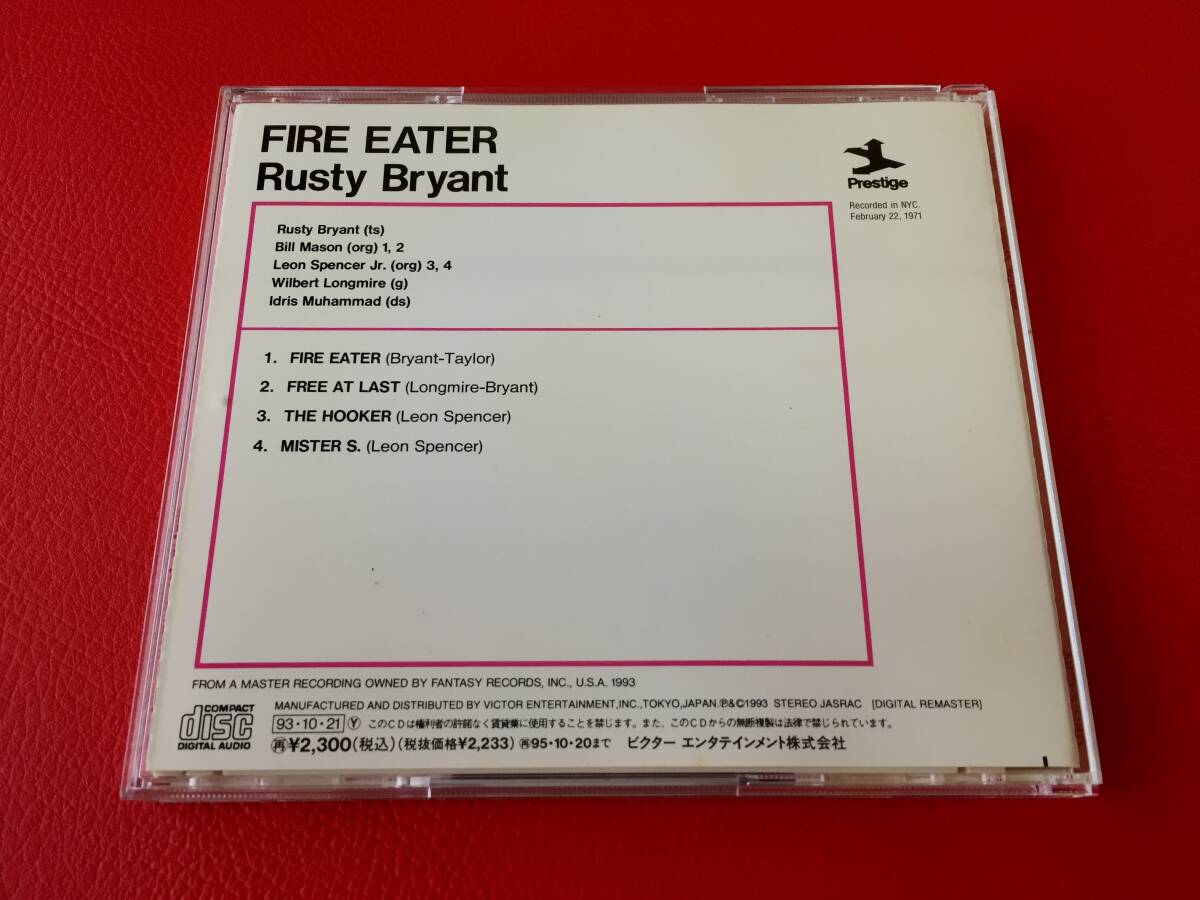 FIRE EATER
Rusty Bryant
Prestige
Recorded in NYC.
February 22, 1971
Rusty Bryant (ts)
Bill Mason (org) 1, 2
Leon Spencer Jr. (org) 3, 4
Wilbert Longmire (g)
Idris Muhammad (ds)
1. FIRE EATER (Bryant-Taylor)
2. FREE AT LAST (Longmire-Bryant)
3. THE HOOKER (Leon Spencer)
4. MISTER S. (Leon Spencer)
FROM A MASTER RECORDING OWNED BY FANTASY RECORDS, INC., U.S.A. 1993
COMPACT
disc
DIGITAL AUDIO
MANUFACTURED AND DISTRIBUTED BY VICTOR ENTERTAINMENT, INC., TOKYO, JAPAN. ℗&©1993 STEREO JASRAC [DIGITAL REMASTER]
93・10・21 Ⓨ このCDは権利者の許諾なく賃貸業に使用することを禁じます。また、このCDからの無断複製は法律で禁じられています。
㊢¥2,300(税込)(税抜価格¥2,233) ㊢95・10・20まで ビクター エンタテインメント株式会社